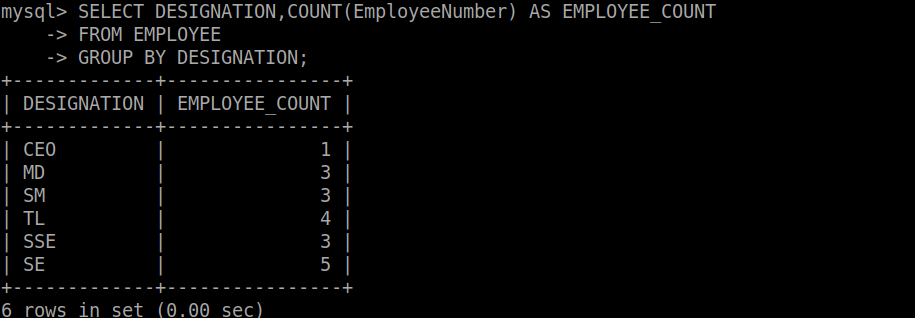 mysql> SELECT DESIGNATION,COUNT(EmployeeNumber) AS EMPLOYEE_COUNT
    -> FROM EMPLOYEE
    -> GROUP BY DESIGNATION;
+-------------+----------------+
| DESIGNATION | EMPLOYEE_COUNT |
+-------------+----------------+
| CEO         |              1 |
| MD          |              3 |
| SM          |              3 |
| TL          |              4 |
| SSE         |              3 |
| SE          |              5 |
+-------------+----------------+
6 rows in set (0.00 sec)